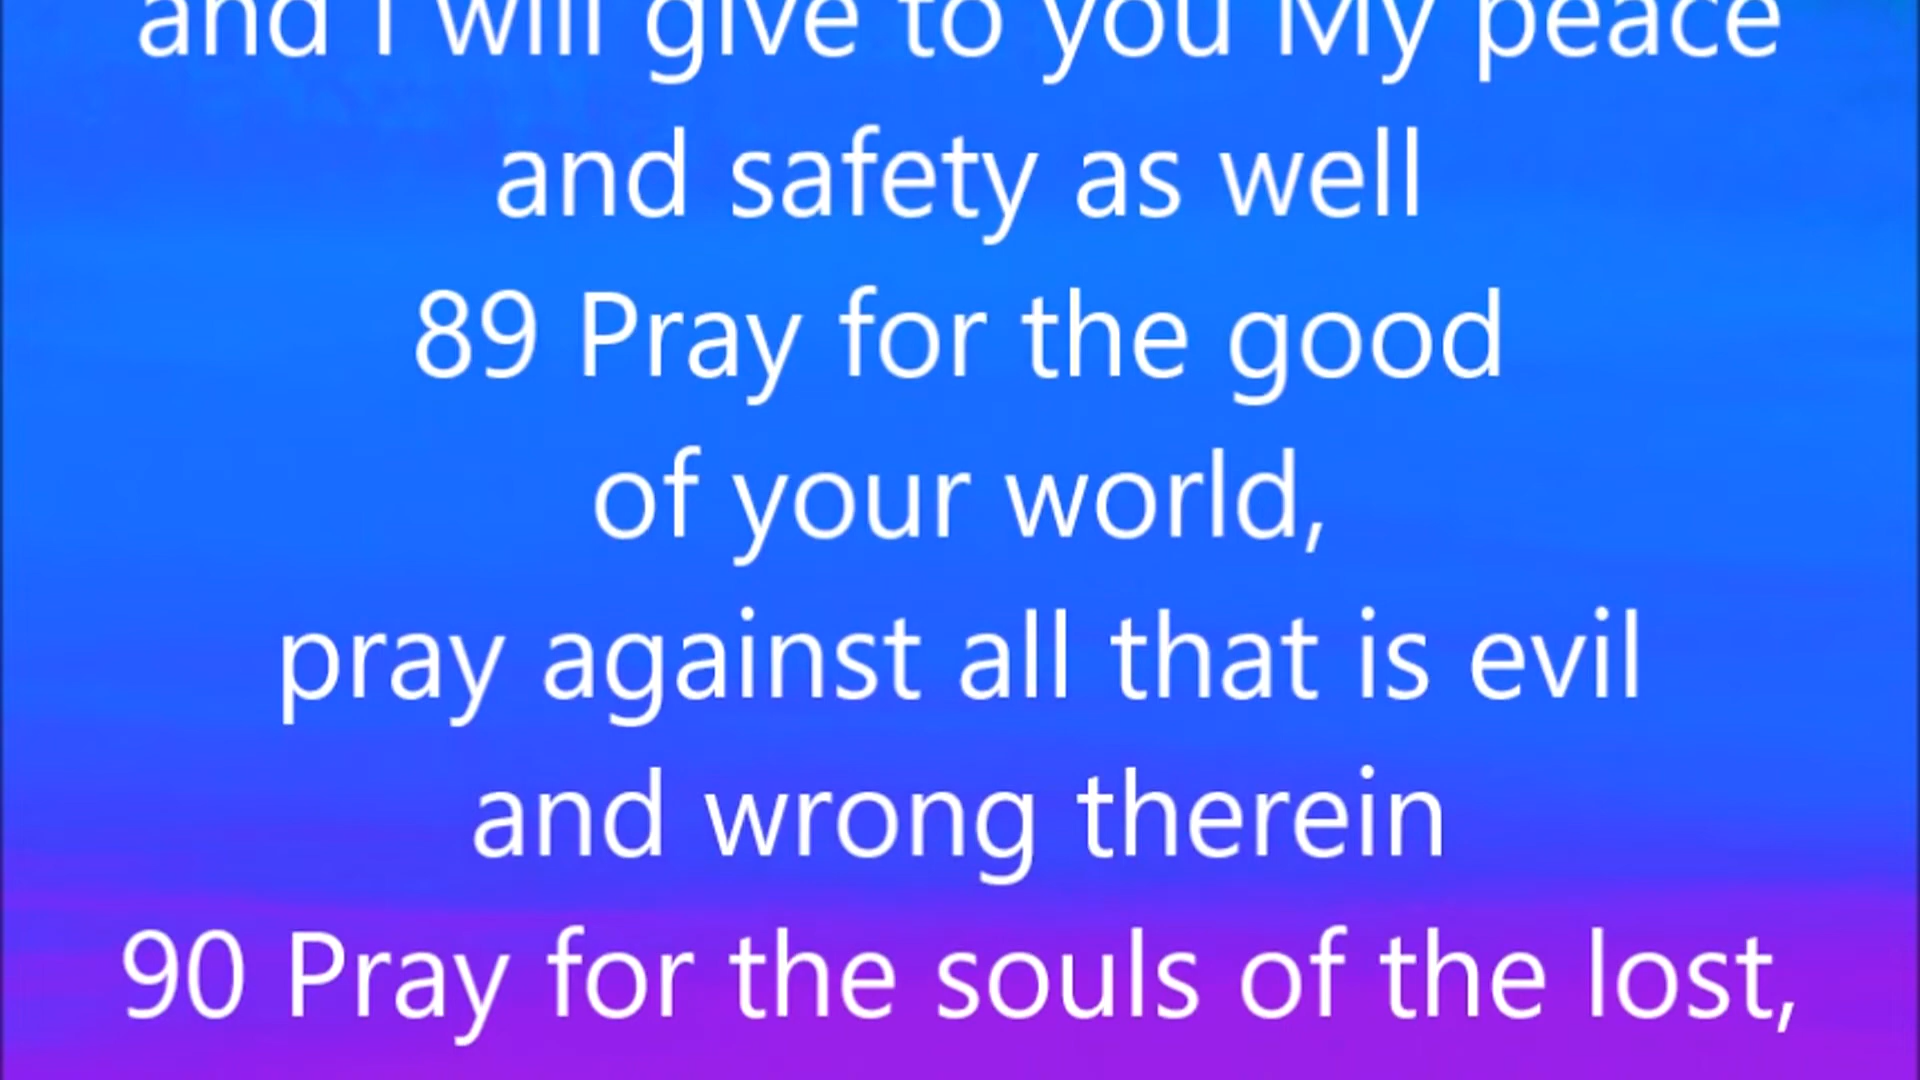 and I will give to you My peace
and safety as well
89 Pray for the good
of your world,
pray against all that is evil
and wrong therein
90 Pray for the souls of the lost,